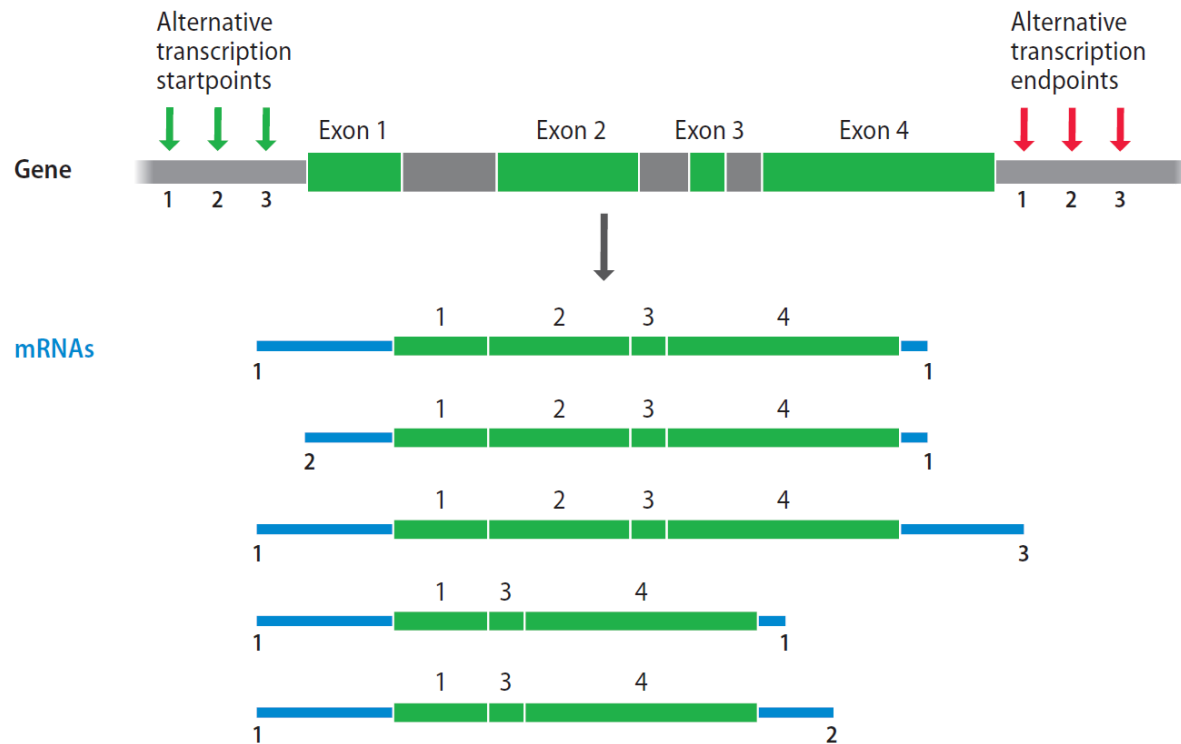 Alternative
transcription
startpoints
Alternative
transcription
endpoints
Exon 1 Exon 2 Exon 3 Exon 4
Gene
1 2 3 1 2 3
1 2 3 4
mRNAs
1 1
1 2 3 4
2 1
1 2 3 4
1 3
1 3 4
1 1
1 3 4
1 2